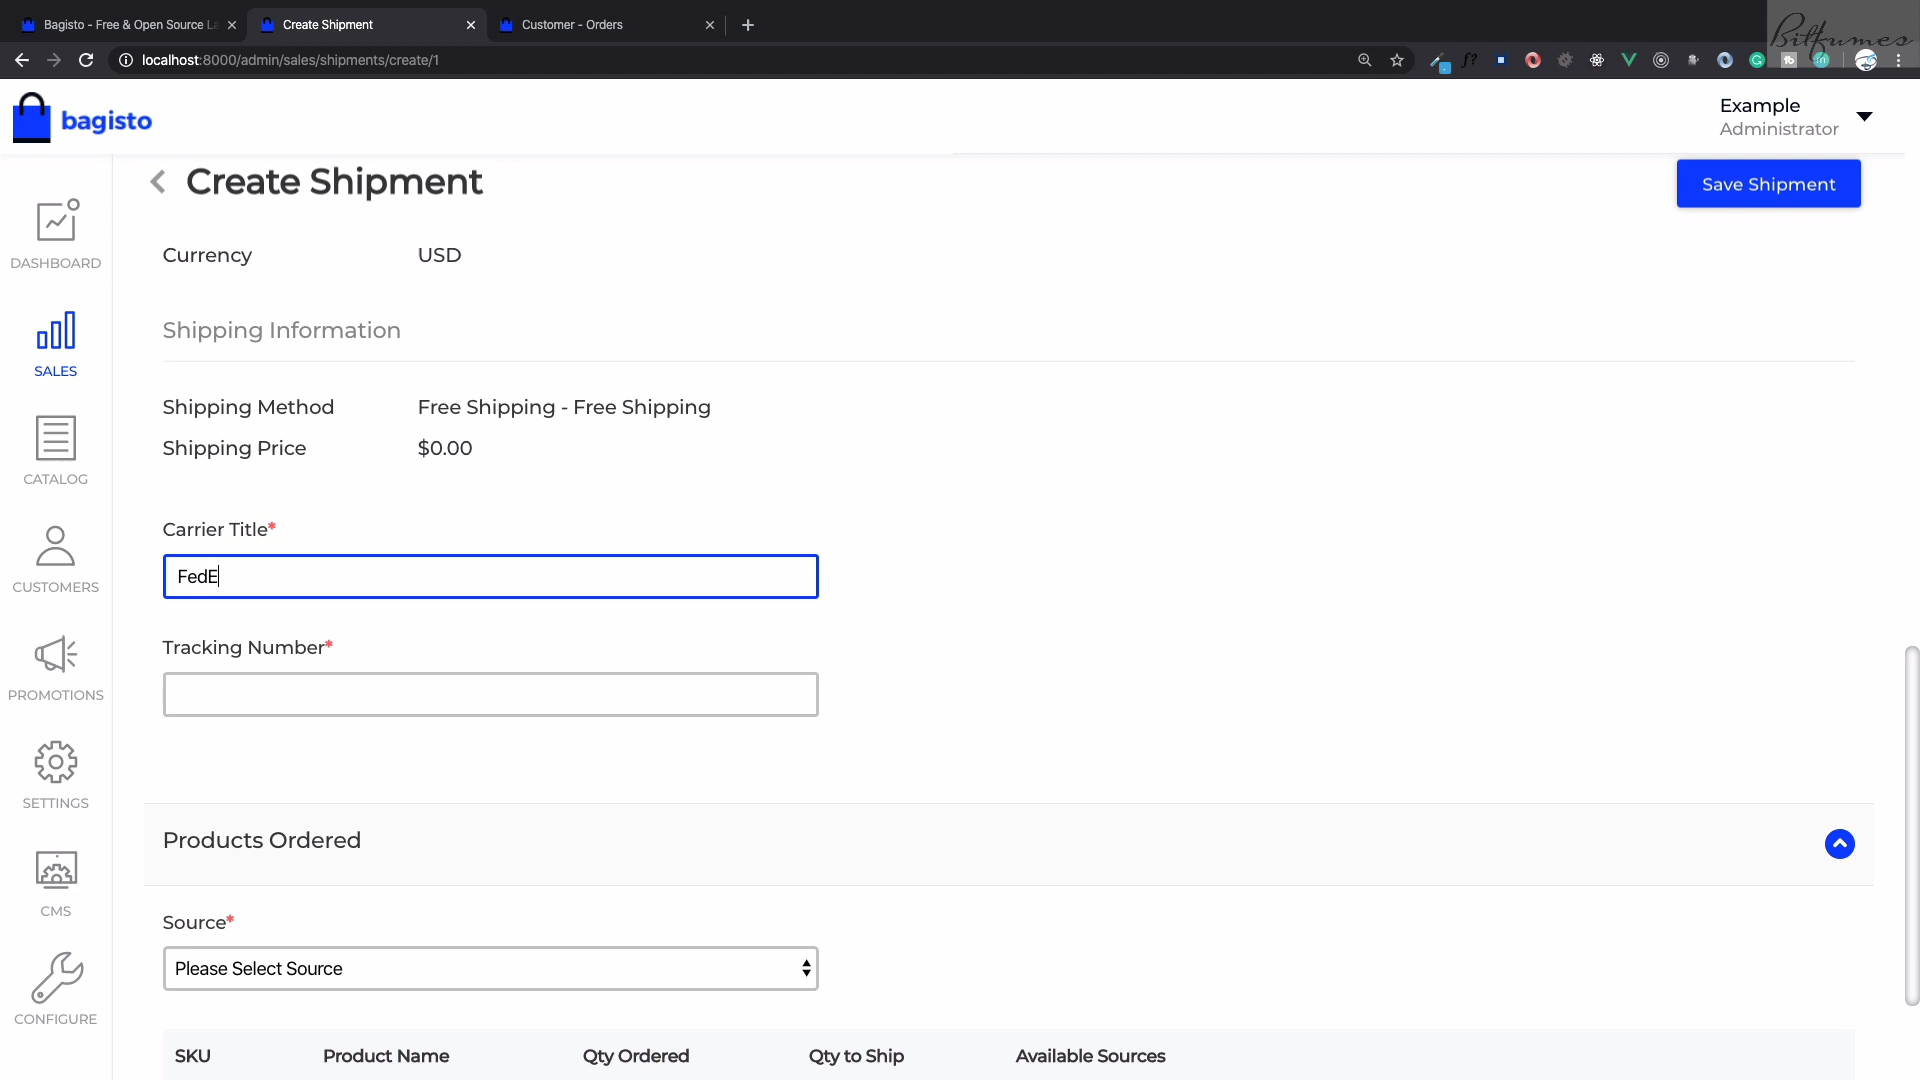 Bagisto - Free & Open Source La
Create Shipment
Customer - Orders
Bitfumes
localhost:8000/admin/sales/shipments/create/1
bagisto
Example
Administrator
Create Shipment
Save Shipment
Currency USD
Shipping Information
Shipping Method Free Shipping - Free Shipping
Shipping Price $0.00
Carrier Title*
FedE
Tracking Number*
Products Ordered
Source*
Please Select Source
SKU Product Name Qty Ordered Qty to Ship Available Sources
DASHBOARD
SALES
CATALOG
CUSTOMERS
PROMOTIONS
SETTINGS
CMS
CONFIGURE